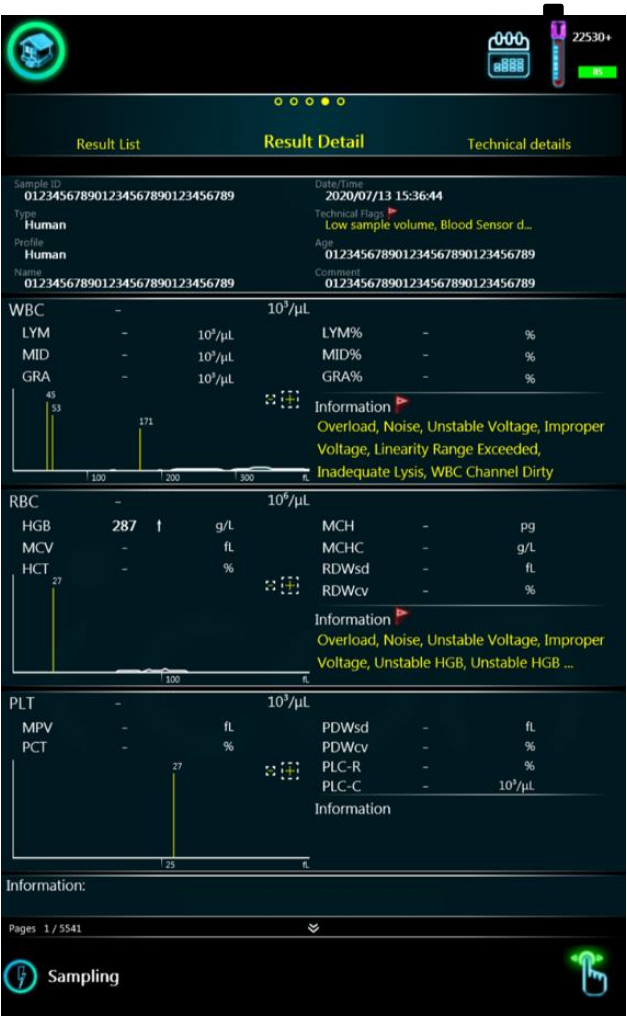 22530+
85
Result List Result Detail Technical details
Sample ID Date/Time
012345678901234567890123456789 2020/07/13 15:36:44
Type Technical Flags
Human Low sample volume, Blood Sensor d...
Profile Age
Human 012345678901234567890123456789
Name Comment
012345678901234567890123456789 012345678901234567890123456789
WBC - 10³/µL
LYM - 10³/µL LYM% - %
MID - 10³/µL MID% - %
GRA - 10³/µL GRA% - %
45
53
171
Information
Overload, Noise, Unstable Voltage, Improper
Voltage, Linearity Range Exceeded,
Inadequate Lysis, WBC Channel Dirty
100 200 300 fL
RBC - 10⁶/µL
HGB 287 ↑ g/L MCH - pg
MCV - fL MCHC - g/L
HCT - % RDWsd - fL
27 RDWcv - %
Information
Overload, Noise, Unstable Voltage, Improper
Voltage, Unstable HGB, Unstable HGB ...
100 fL
PLT - 10³/µL
MPV - fL PDWsd - fL
PCT - % PDWcv - %
27 PLC-R - %
PLC-C - 10³/µL
Information
25 fL
Information:
Pages 1 / 5541
Sampling